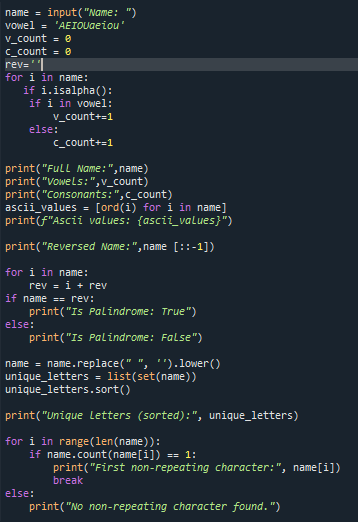 name = input("Name: ")
vowel = 'AEIOUaeiou'
v_count = 0
c_count = 0
rev=''
for i in name:
   if i.isalpha():
    if i in vowel:
        v_count+=1
    else:
        c_count+=1

print("Full Name:",name)
print("Vowels:",v_count)
print("Consonants:",c_count)
ascii_values = [ord(i) for i in name]
print(f"Ascii values: {ascii_values}")

print("Reversed Name:",name [::-1])

for i in name:
    rev = i + rev
if name == rev:
    print("Is Palindrome: True")
else:
    print("Is Palindrome: False")

name = name.replace(" ", '').lower()
unique_letters = list(set(name))
unique_letters.sort()

print("Unique letters (sorted):", unique_letters)

for i in range(len(name)):
    if name.count(name[i]) == 1:
        print("First non-repeating character:", name[i])
        break
else:
    print("No non-repeating character found.")